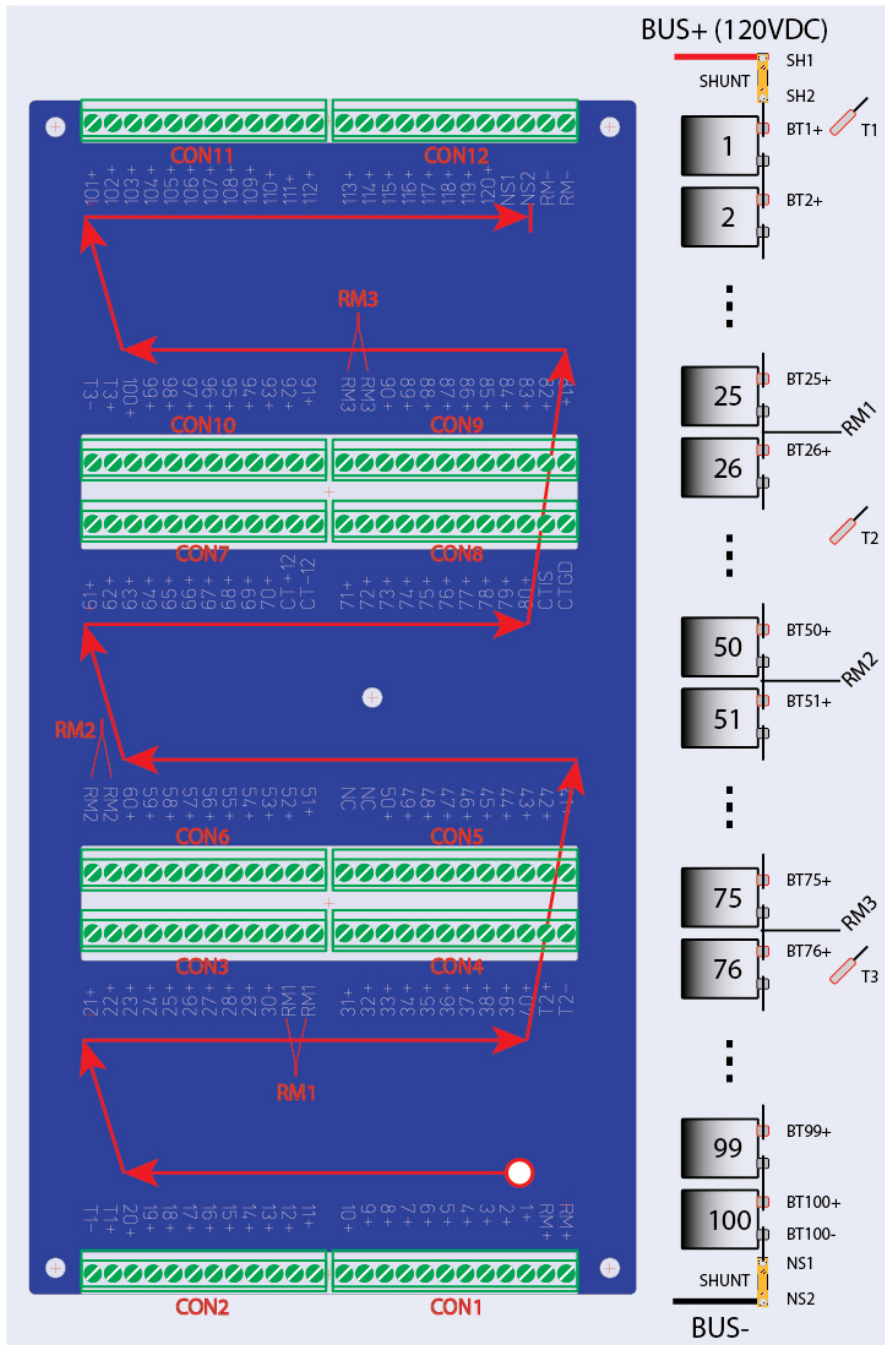 BUS+ (120VDC)
SH1
SHUNT
SH2
CON11 CON12
101+ 102+ 103+ 104+ 105+ 106+ 107+ 108+ 109+ 110+ 111+ 112+ 113+ 114+ 115+ 116+ 117+ 118+ 119+ 120+ NS1 NS2 RM- RM-
RM3
T3- T3+ 100+ 99+ 98+ 97+ 96+ 95+ 94+ 93+ 92+ 91+ RM3 RM3 90+ 89+ 88+ 87+ 86+ 85+ 84+ 83+ 82+ 81+
CON10 CON9
CON7 CON8
61+ 62+ 63+ 64+ 65+ 66+ 67+ 68+ 69+ 70+ CT+12 CT-12 71+ 72+ 73+ 74+ 75+ 76+ 77+ 78+ 79+ 80+ CTIS CTGD
RM2
RM2 RM2 60+ 59+ 58+ 57+ 56+ 55+ 54+ 53+ 52+ 51+ NC NC 50+ 49+ 48+ 47+ 46+ 45+ 44+ 43+ 42+ 41+
CON6 CON5
CON3 CON4
21+ 22+ 23+ 24+ 25+ 26+ 27+ 28+ 29+ 30+ RM1 RM1 31+ 32+ 33+ 34+ 35+ 36+ 37+ 38+ 39+ 40+ T2+ T2-
RM1
T1- T1+ 20+ 19+ 18+ 17+ 16+ 15+ 14+ 13+ 12+ 11+ 10+ 9+ 8+ 7+ 6+ 5+ 4+ 3+ 2+ 1+ RM+ RM+
CON2 CON1
1 BT1+ T1
2 BT2+
25 BT25+
RM1
26 BT26+
T2
50 BT50+
RM2
51 BT51+
75 BT75+
RM3
76 BT76+
T3
99 BT99+
100 BT100+
BT100-
NS1
SHUNT
NS2
BUS-